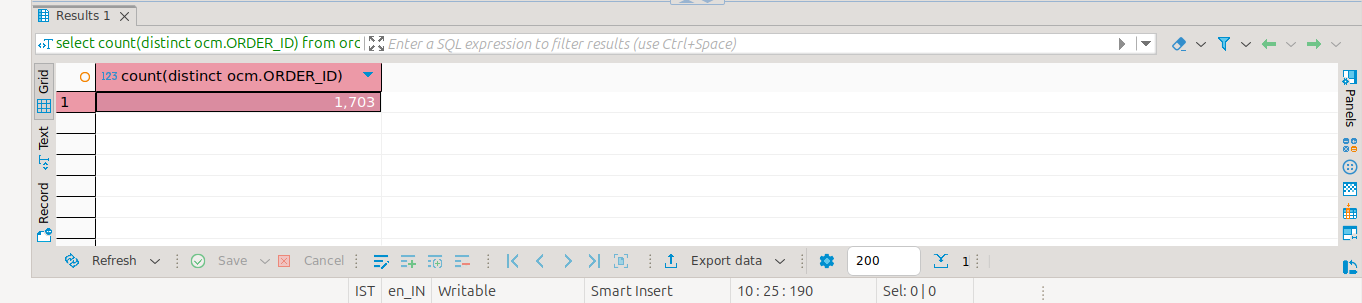 Results 1
select count(distinct ocm.ORDER_ID) from orc
Enter a SQL expression to filter results (use Ctrl+Space)
Grid
Text
Record
123 count(distinct ocm.ORDER_ID)
1 1,703
Panels
Refresh Save Cancel Export data 200 1
IST en_IN Writable Smart Insert 10 : 25 : 190 Sel: 0 | 0